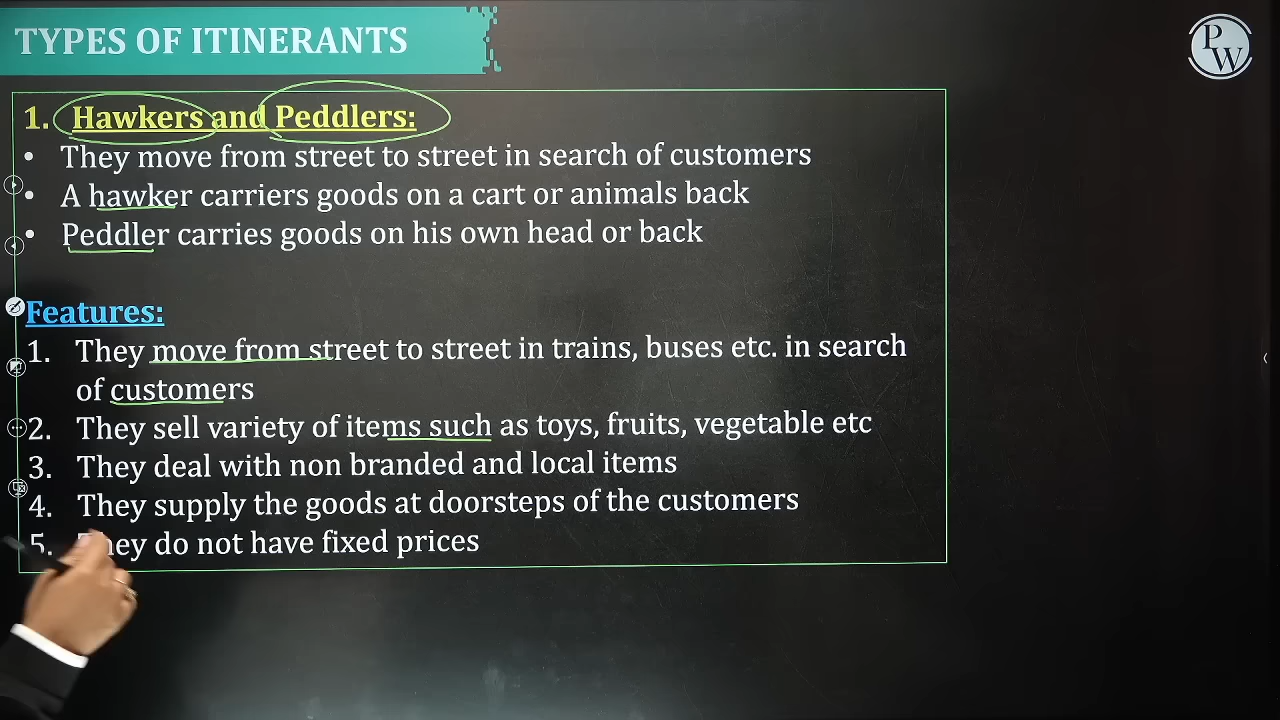 TYPES OF ITINERANTS
PW
1. Hawkers and Peddlers:
• They move from street to street in search of customers
• A hawker carriers goods on a cart or animals back
• Peddler carries goods on his own head or back
Features:
1. They move from street to street in trains, buses etc. in search
of customers
2. They sell variety of items such as toys, fruits, vegetable etc
3. They deal with non branded and local items
4. They supply the goods at doorsteps of the customers
5. They do not have fixed prices